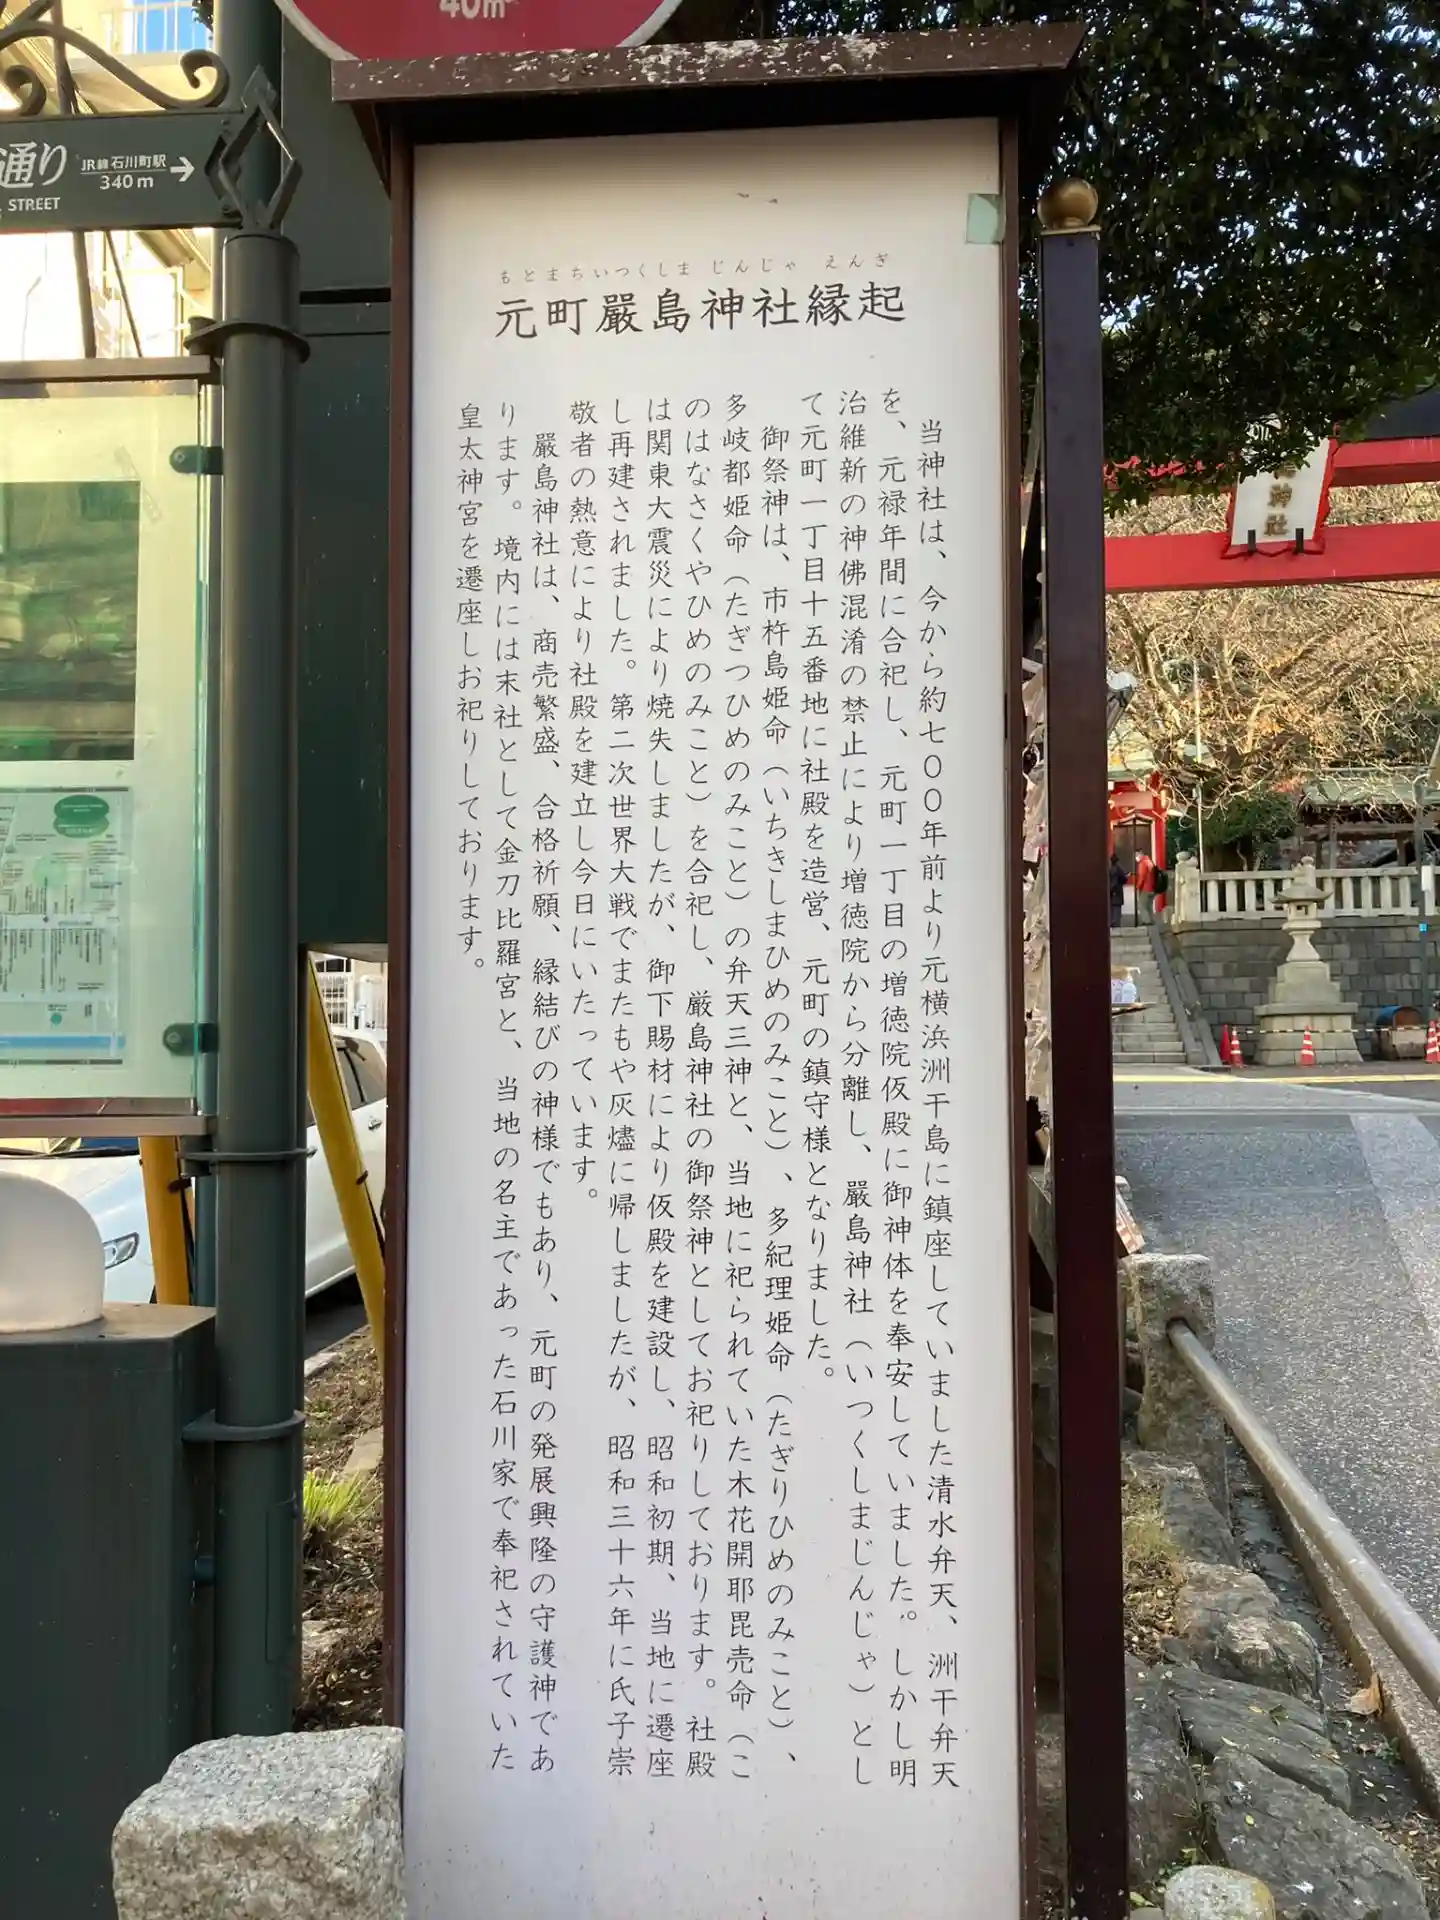 40m²
通り
STREET
JR線 石川町駅
340m
もとまちいつくしま じんじゃ えんぎ
元町嚴島神社縁起
当神社は、今から約七〇〇年前より元横浜洲干島に鎮座していました清水弁天、洲干弁天
を、元禄年間に合祀し、元町一丁目の増徳院仮殿に御神体を奉安していました。しかし明
治維新の神佛混淆の禁止により増徳院から分離し、嚴島神社（いつくしまじんじゃ）とし
て元町一丁目十五番地に社殿を造営、元町の鎮守様となりました。
御祭神は、市杵島姫命（いちきしまひめのみこと）、多紀理姫命（たぎりひめのみこと）、
多岐都姫命（たぎつひめのみこと）の弁天三神と、当地に祀られていた木花開耶毘売命（こ
のはなさくやひめのみこと）を合祀し、厳島神社の御祭神としてお祀りしております。社殿
は関東大震災により焼失しましたが、御下賜材により仮殿を建設し、昭和初期、当地に遷座
し再建されました。第二次世界大戦でまたもや灰燼に帰しましたが、昭和三十六年に氏子崇
敬者の熱意により社殿を建立し今日にいたっています。
嚴島神社は、商売繁盛、合格祈願、縁結びの神様でもあり、元町の発展興隆の守護神であ
ります。境内には末社として金刀比羅宮と、当地の名主であった石川家で奉祀されていた
皇太神宮を遷座しお祀りしております。
神社